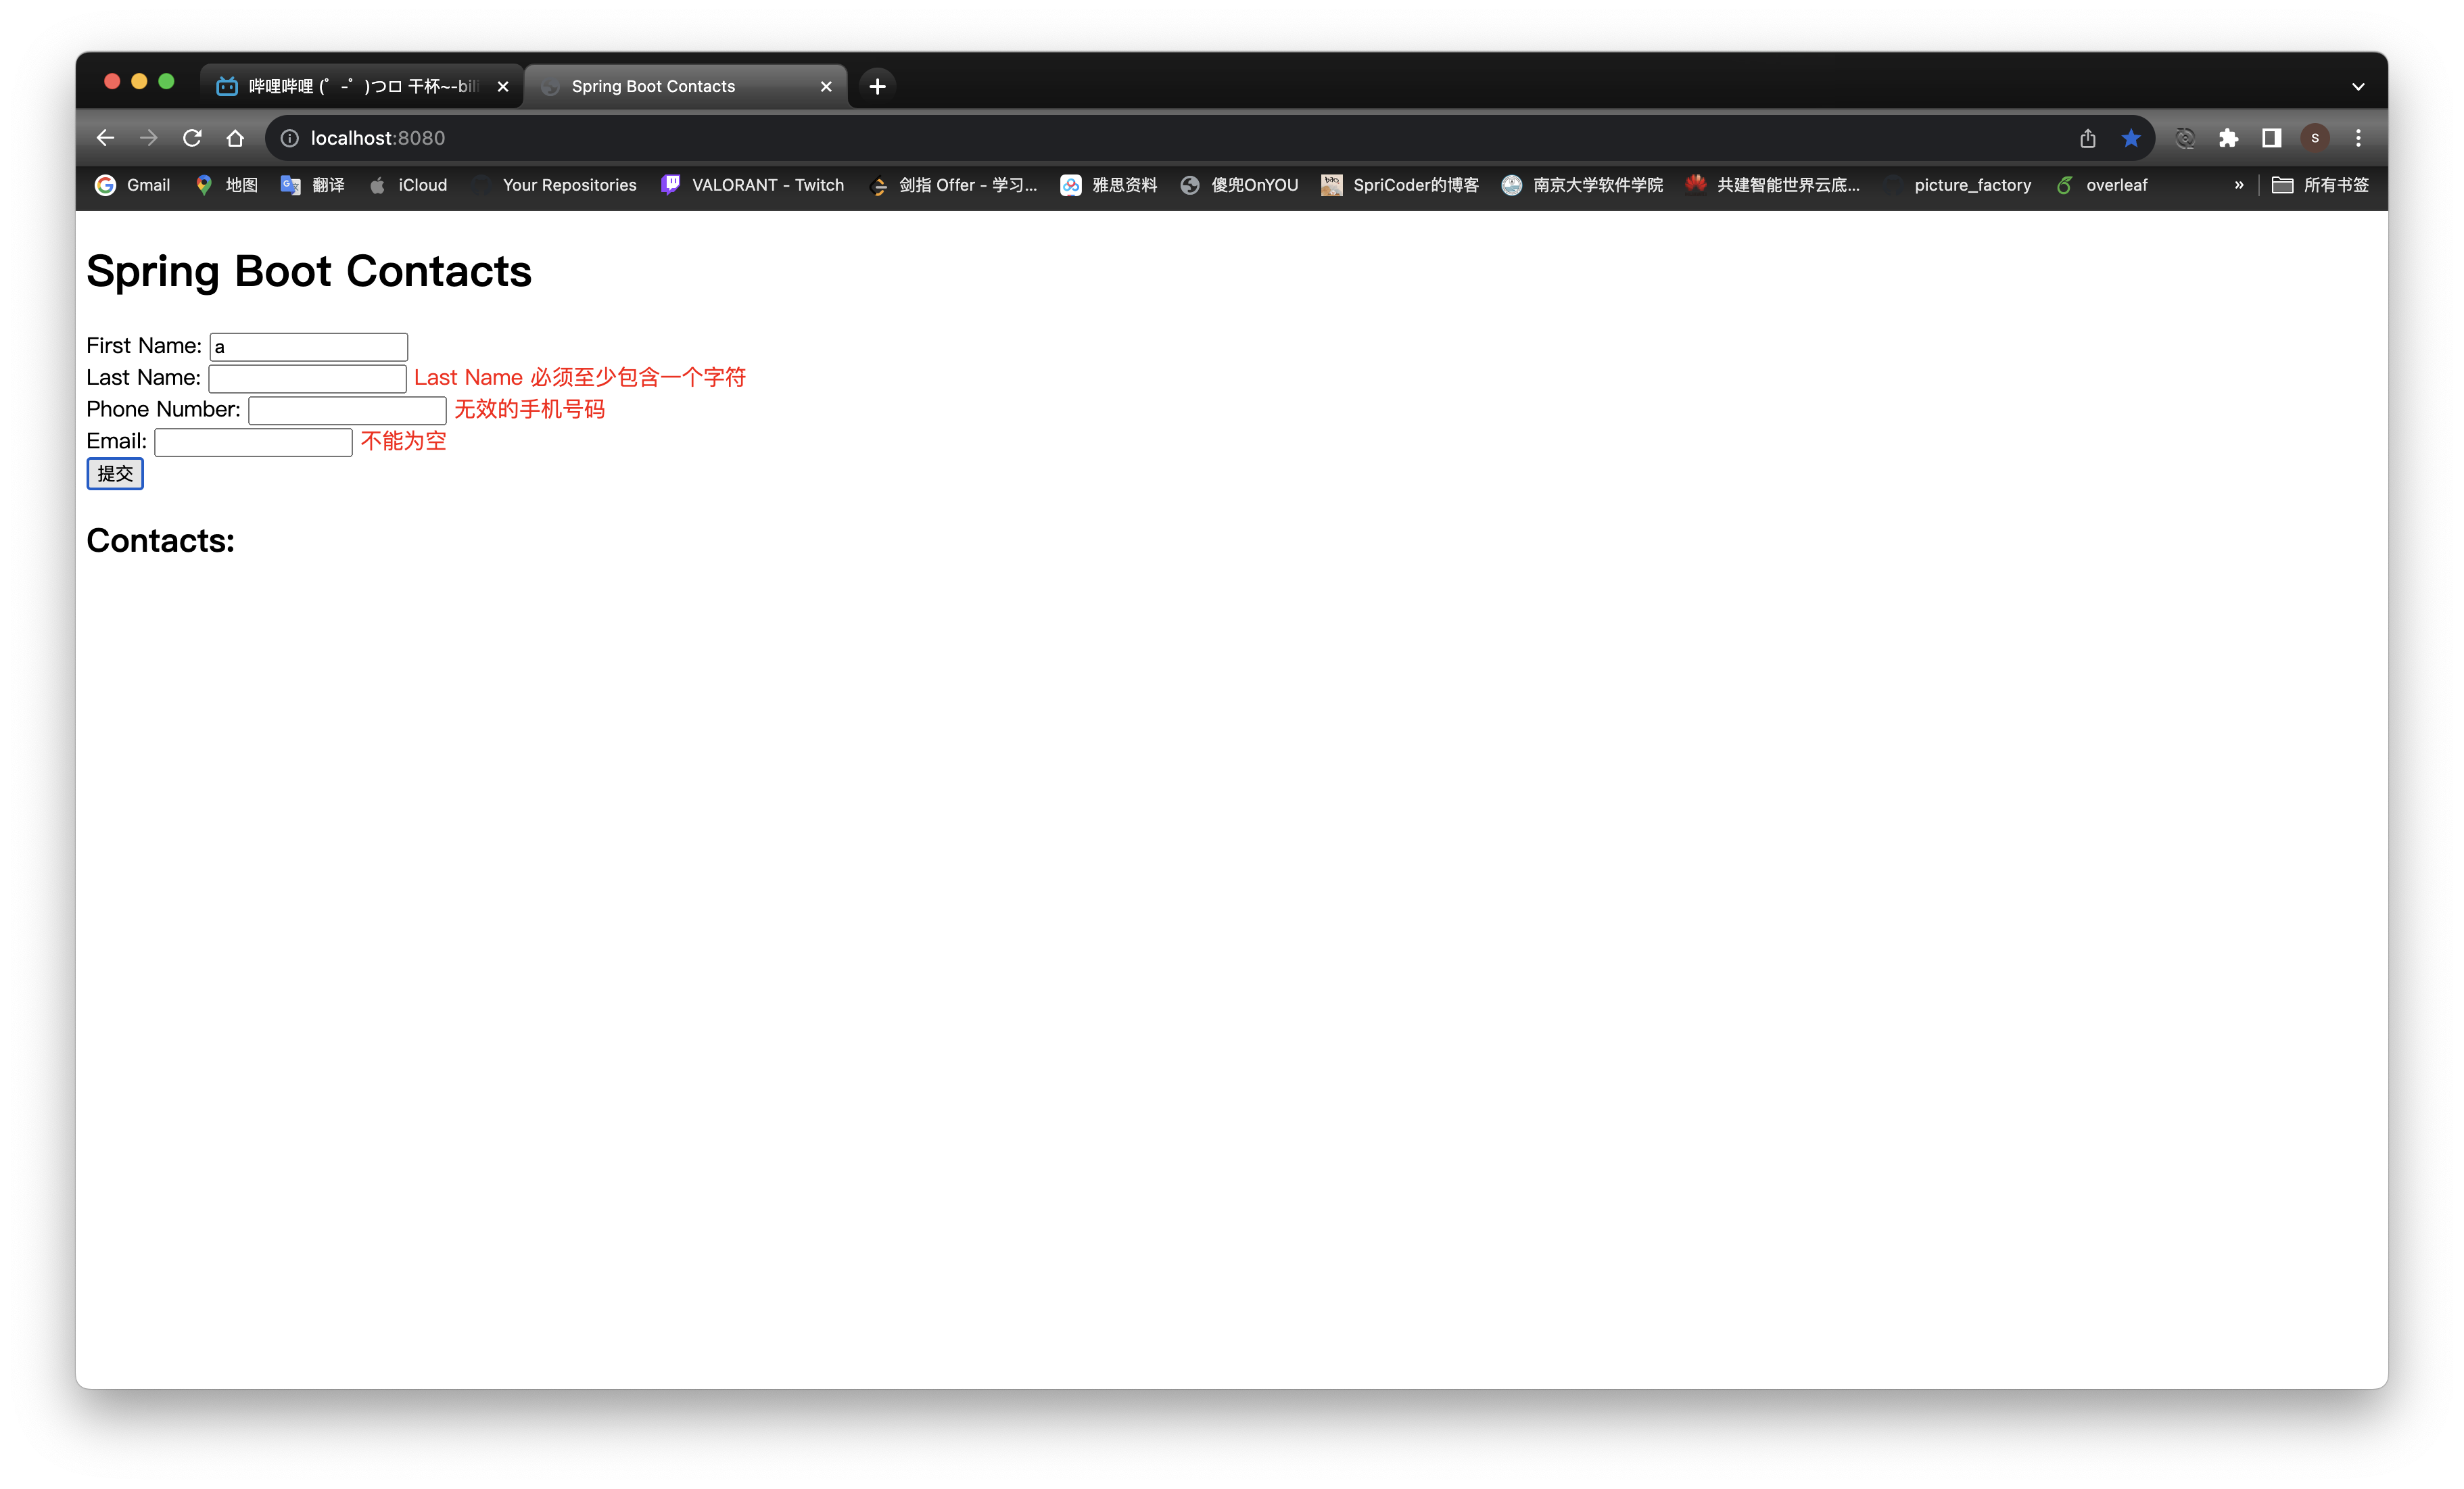 哔哩哔哩 (゜-゜)つロ 干杯~-bili
Spring Boot Contacts
localhost:8080
S
Gmail 地图 翻译 iCloud Your Repositories VALORANT - Twitch 剑指 Offer - 学习... 雅思资料 傻兜OnYOU SpriCoder的博客 南京大学软件学院 共建智能世界云底... picture_factory overleaf » 所有书签
Spring Boot Contacts
First Name: a
Last Name: Last Name 必须至少包含一个字符
Phone Number: 无效的手机号码
Email: 不能为空
提交
Contacts: